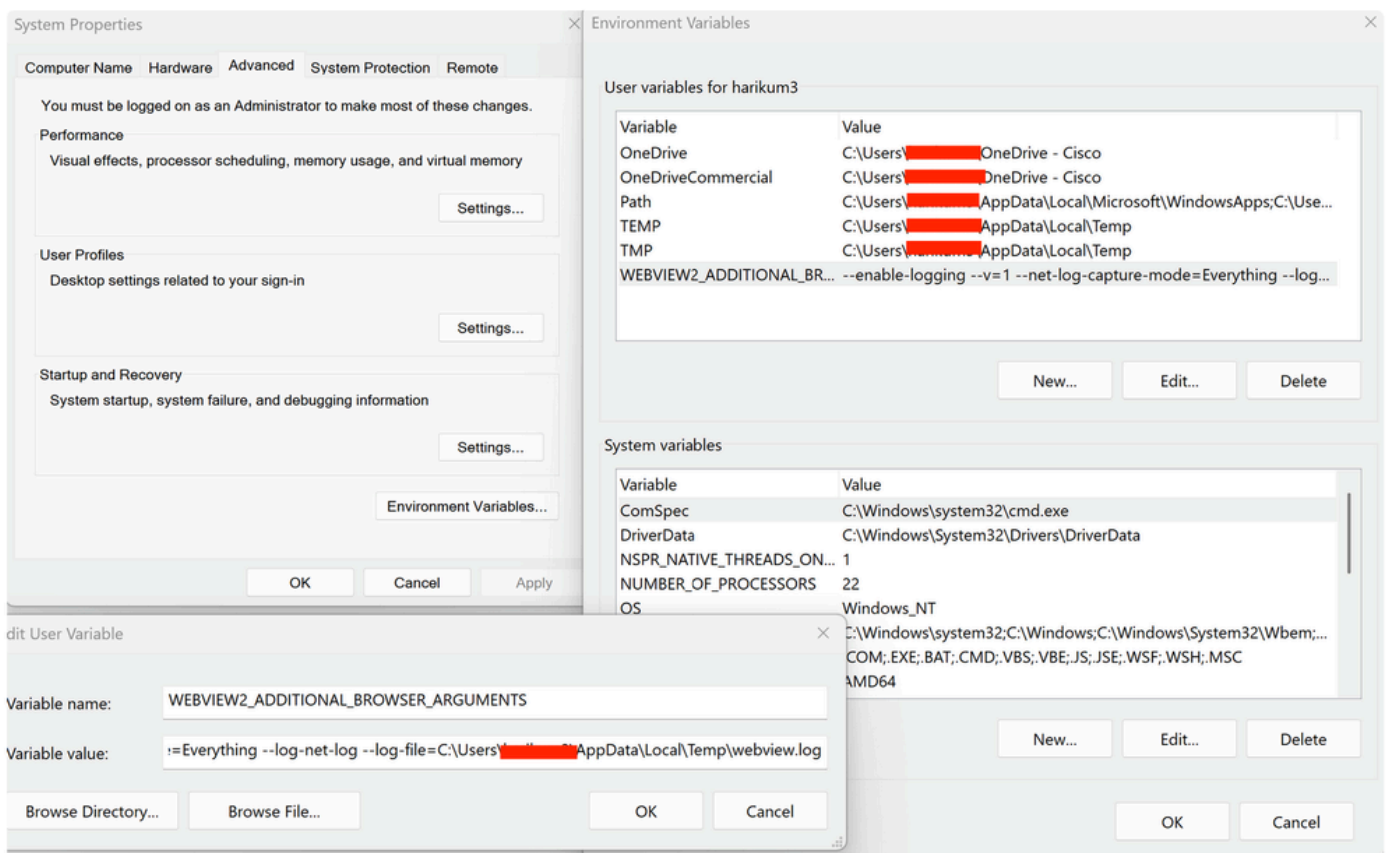 System Properties
Computer Name Hardware Advanced System Protection Remote
You must be logged on as an Administrator to make most of these changes.
Performance
Visual effects, processor scheduling, memory usage, and virtual memory
Settings...
User Profiles
Desktop settings related to your sign-in
Settings...
Startup and Recovery
System startup, system failure, and debugging information
Settings...
Environment Variables...
OK Cancel Apply
Environment Variables
User variables for harikum3
Variable Value
OneDrive C:\Users\ OneDrive - Cisco
OneDriveCommercial C:\Users\ OneDrive - Cisco
Path C:\Users\ \AppData\Local\Microsoft\WindowsApps;C:\Use...
TEMP C:\Users\ \AppData\Local\Temp
TMP C:\Users\ \AppData\Local\Temp
WEBVIEW2_ADDITIONAL_BR... --enable-logging --v=1 --net-log-capture-mode=Everything --log...
New... Edit... Delete
System variables
Variable Value
ComSpec C:\Windows\system32\cmd.exe
DriverData C:\Windows\System32\Drivers\DriverData
NSPR_NATIVE_THREADS_ON... 1
NUMBER_OF_PROCESSORS 22
OS Windows_NT
C:\Windows\system32;C:\Windows;C:\Windows\System32\Wbem;...
.COM;.EXE;.BAT;.CMD;.VBS;.VBE;.JS;.JSE;.WSF;.WSH;.MSC
AMD64
New... Edit... Delete
OK Cancel
dit User Variable
Variable name: WEBVIEW2_ADDITIONAL_BROWSER_ARGUMENTS
Variable value: =Everything --log-net-log --log-file=C:\Users\ \AppData\Local\Temp\webview.log
Browse Directory... Browse File... OK Cancel